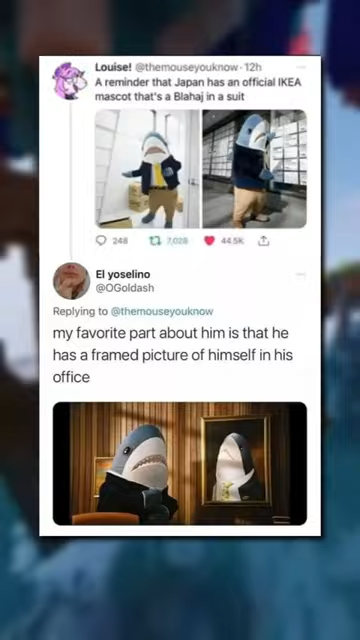 Louise! @themouseyouknow · 12h
A reminder that Japan has an official IKEA
mascot that's a Blahaj in a suit
248 7,028 44.5K
El yoselino
@OGoldash
Replying to @themouseyouknow
my favorite part about him is that he
has a framed picture of himself in his
office